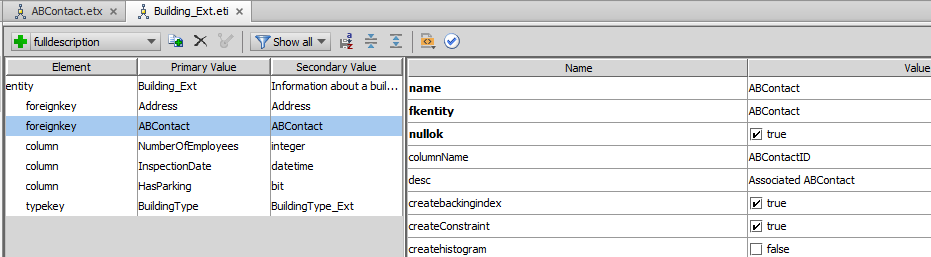 ABContact.etx Building_Ext.eti
fulldescription Show all
Element Primary Value Secondary Value
entity Building_Ext Information about a buil...
foreignkey Address Address
foreignkey ABContact ABContact
column NumberOfEmployees integer
column InspectionDate datetime
column HasParking bit
typekey BuildingType BuildingType_Ext
Name Value
name ABContact
fkentity ABContact
nullok true
columnName ABContactID
desc Associated ABContact
createbackingindex true
createConstraint true
createhistogram false